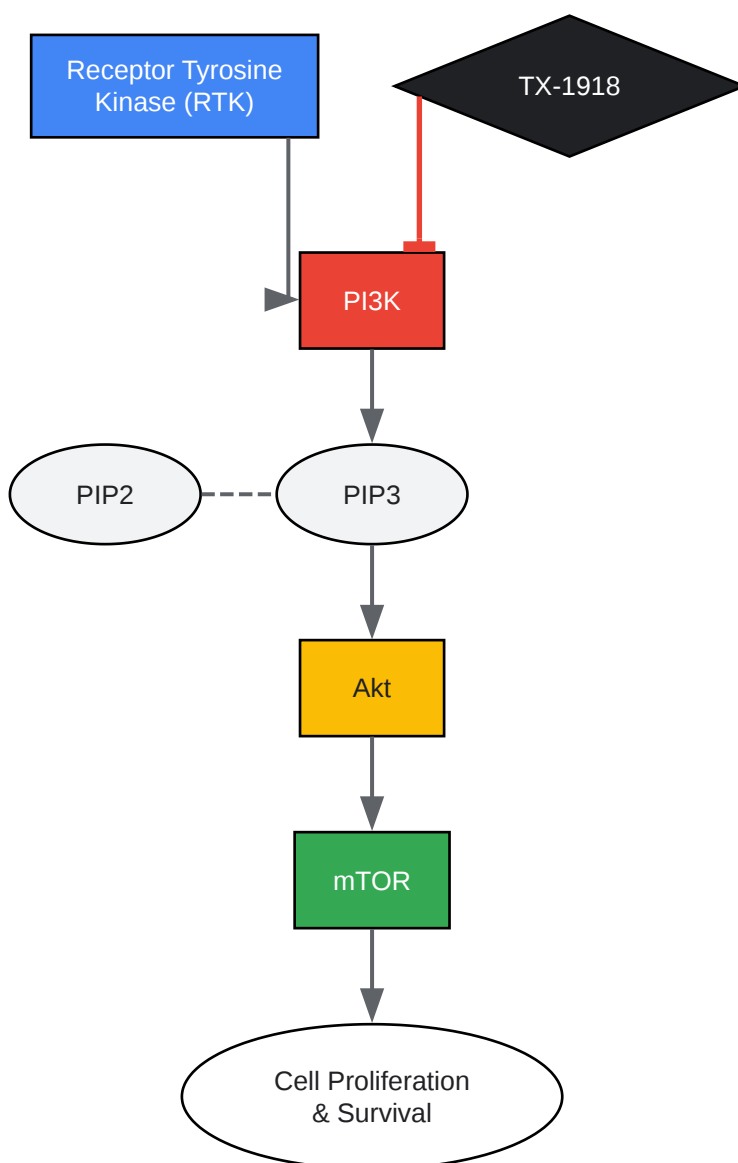 Receptor Tyrosine
Kinase (RTK)
TX-1918
PI3K
PIP2
PIP3
Akt
mTOR
Cell Proliferation
& Survival